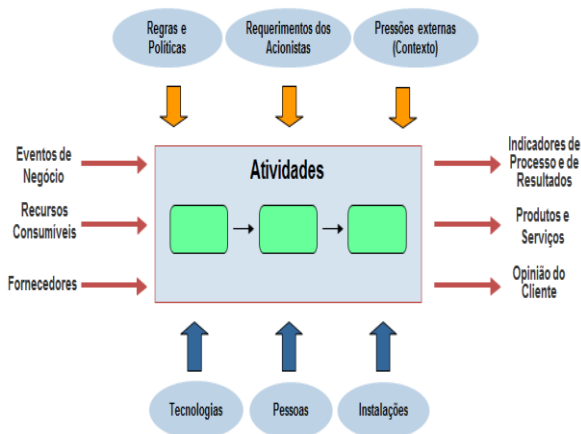 Regras e
Políticas
Requerimentos dos
Acionistas
Pressões externas
(Contexto)
Eventos de
Negócio
Recursos
Consumíveis
Fornecedores
Atividades
Indicadores de
Processo e de
Resultados
Produtos e
Serviços
Opinião do
Cliente
Tecnologias
Pessoas
Instalações